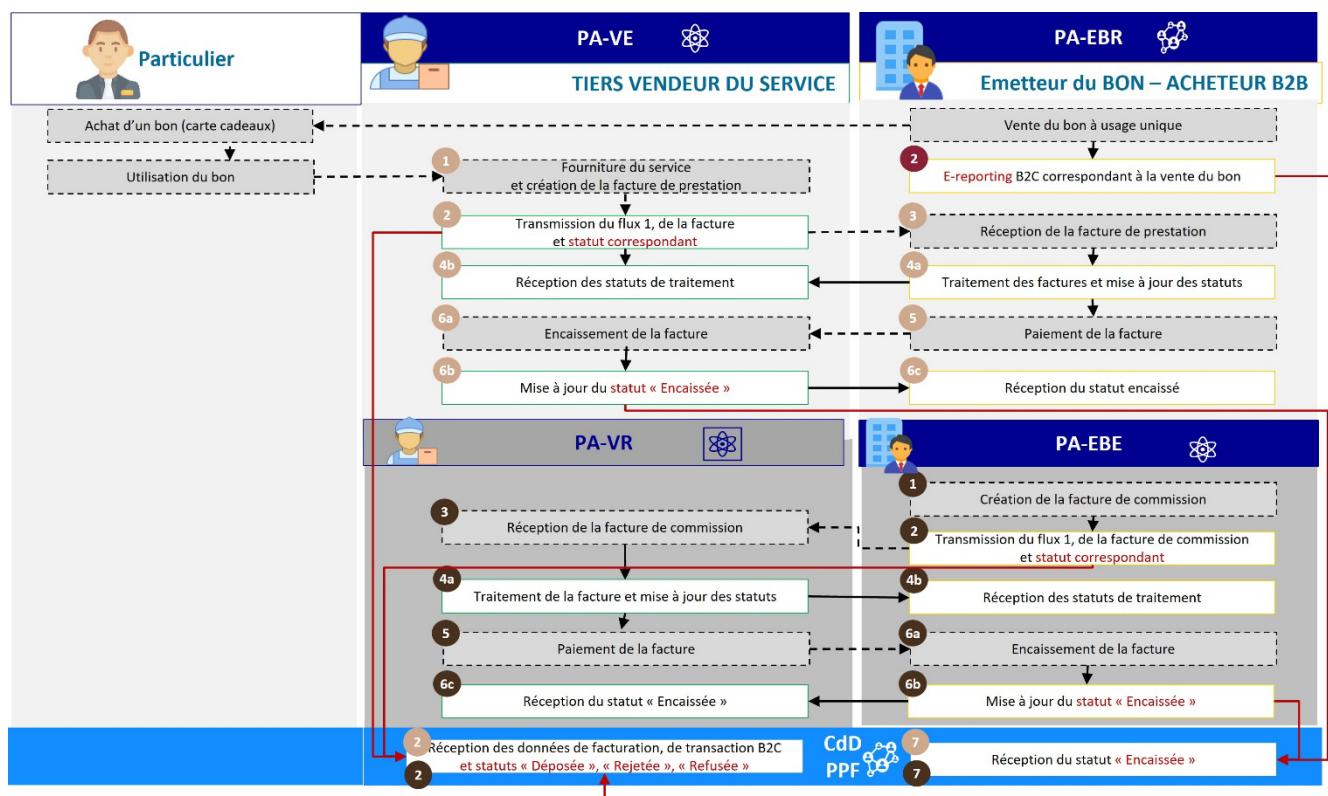 Particulier
PA-VE
TIERS VENDEUR DU SERVICE
PA-EBR
Emetteur du BON – ACHETEUR B2B
Achat d'un bon (carte cadeaux)
Vente du bon à usage unique
Utilisation du bon
1
Fourniture du service
et création de la facture de prestation
2
E-reporting B2C correspondant à la vente du bon
2
Transmission du flux 1, de la facture
et statut correspondant
3
Réception de la facture de prestation
4b
Réception des statuts de traitement
4a
Traitement des factures et mise à jour des statuts
6a
Encaissement de la facture
5
Paiement de la facture
6b
Mise à jour du statut « Encaissée »
6c
Réception du statut encaissé
PA-VR
PA-EBE
1
Création de la facture de commission
3
Réception de la facture de commission
2
Transmission du flux 1, de la facture de commission
et statut correspondant
4a
Traitement de la facture et mise à jour des statuts
4b
Réception des statuts de traitement
5
Paiement de la facture
6a
Encaissement de la facture
6c
Réception du statut « Encaissée »
6b
Mise à jour du statut « Encaissée »
2
2
Réception des données de facturation, de transaction B2C
et statuts « Déposée », « Rejetée », « Refusée »
CdD
PPF
7
7
Réception du statut « Encaissée »